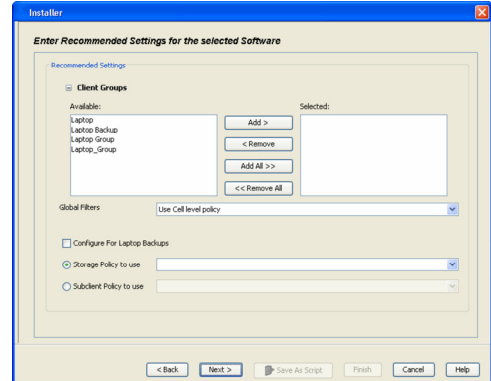 Installer
Enter Recommended Settings for the selected Software
Recommended Settings
Client Groups
Available:
Selected:
Laptop
Laptop Backup
Laptop Group
Laptop_Group
Add >
< Remove
Add All >>
<< Remove All
Global Filters
Use Cell level policy
Configure For Laptop Backups
Storage Policy to use
Subclient Policy to use
< Back
Next >
Save As Script
Finish
Cancel
Help